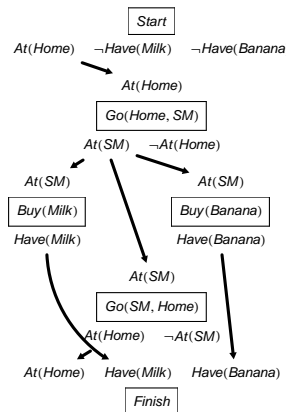 Start
At(Home) ¬Have(Milk) ¬Have(Banana
At(Home)
Go(Home, SM)
At(SM) ¬At(Home)
At(SM) At(SM)
Buy(Milk) Buy(Banana)
Have(Milk) Have(Banana)
At(SM)
Go(SM, Home)
At(Home) ¬At(SM)
At(Home) Have(Milk) Have(Banana)
Finish